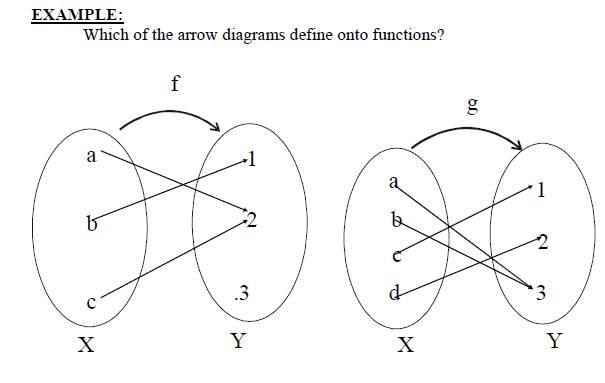 EXAMPLE:
Which of the arrow diagrams define onto functions?
f
a
b
c
1
2
.3
X
Y
g
a
b
c
d
1
2
3
X
Y